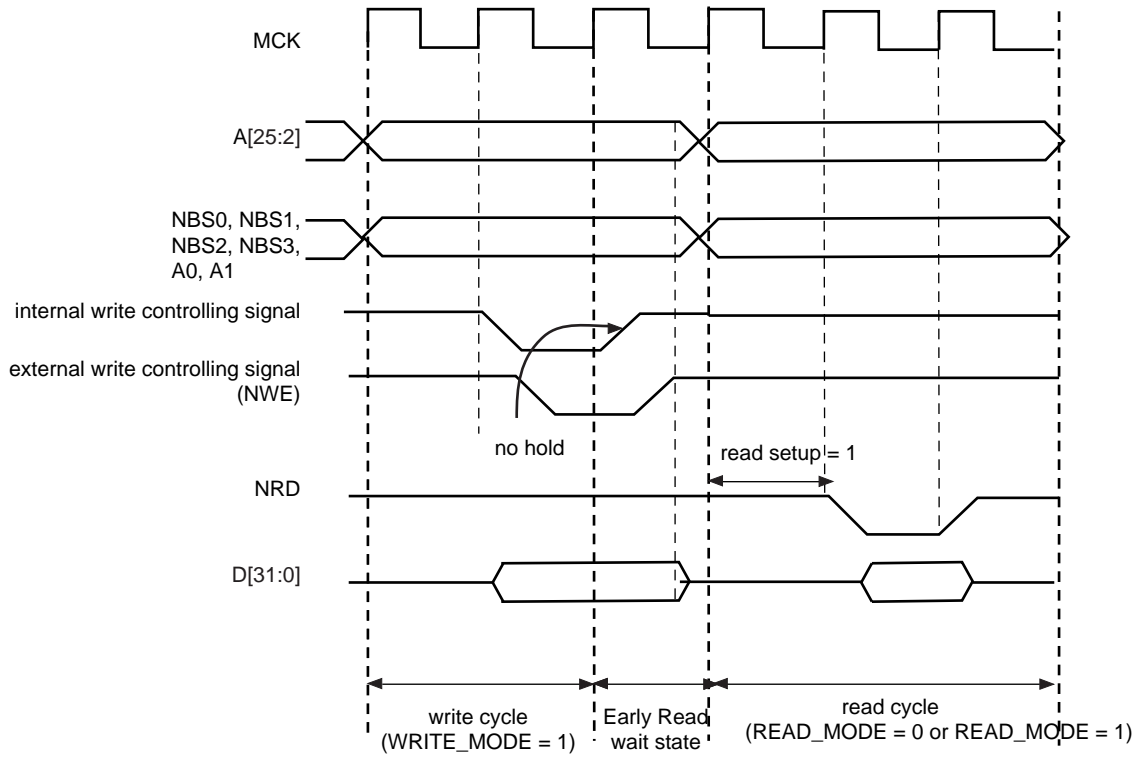 MCK
A[25:2]
NBS0, NBS1,
NBS2, NBS3,
A0, A1
internal write controlling signal
external write controlling signal
(NWE)
no hold
read setup = 1
NRD
D[31:0]
write cycle
(WRITE_MODE = 1)
Early Read
wait state
read cycle
(READ_MODE = 0 or READ_MODE = 1)